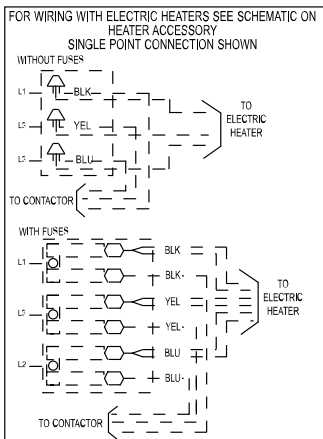 FOR WIRING WITH ELECTRIC HEATERS SEE SCHEMATIC ON
HEATER ACCESSORY
SINGLE POINT CONNECTION SHOWN
WITHOUT FUSES
L1
BLK
TO
ELECTRIC
HEATER
L3
YEL
L3
BLU
TO CONTACTOR
WITH FUSES
BLK
L1
BLK
TO
ELECTRIC
HEATER
YEL
L3
YEL
BLU
L2
BLU
TO CONTACTOR